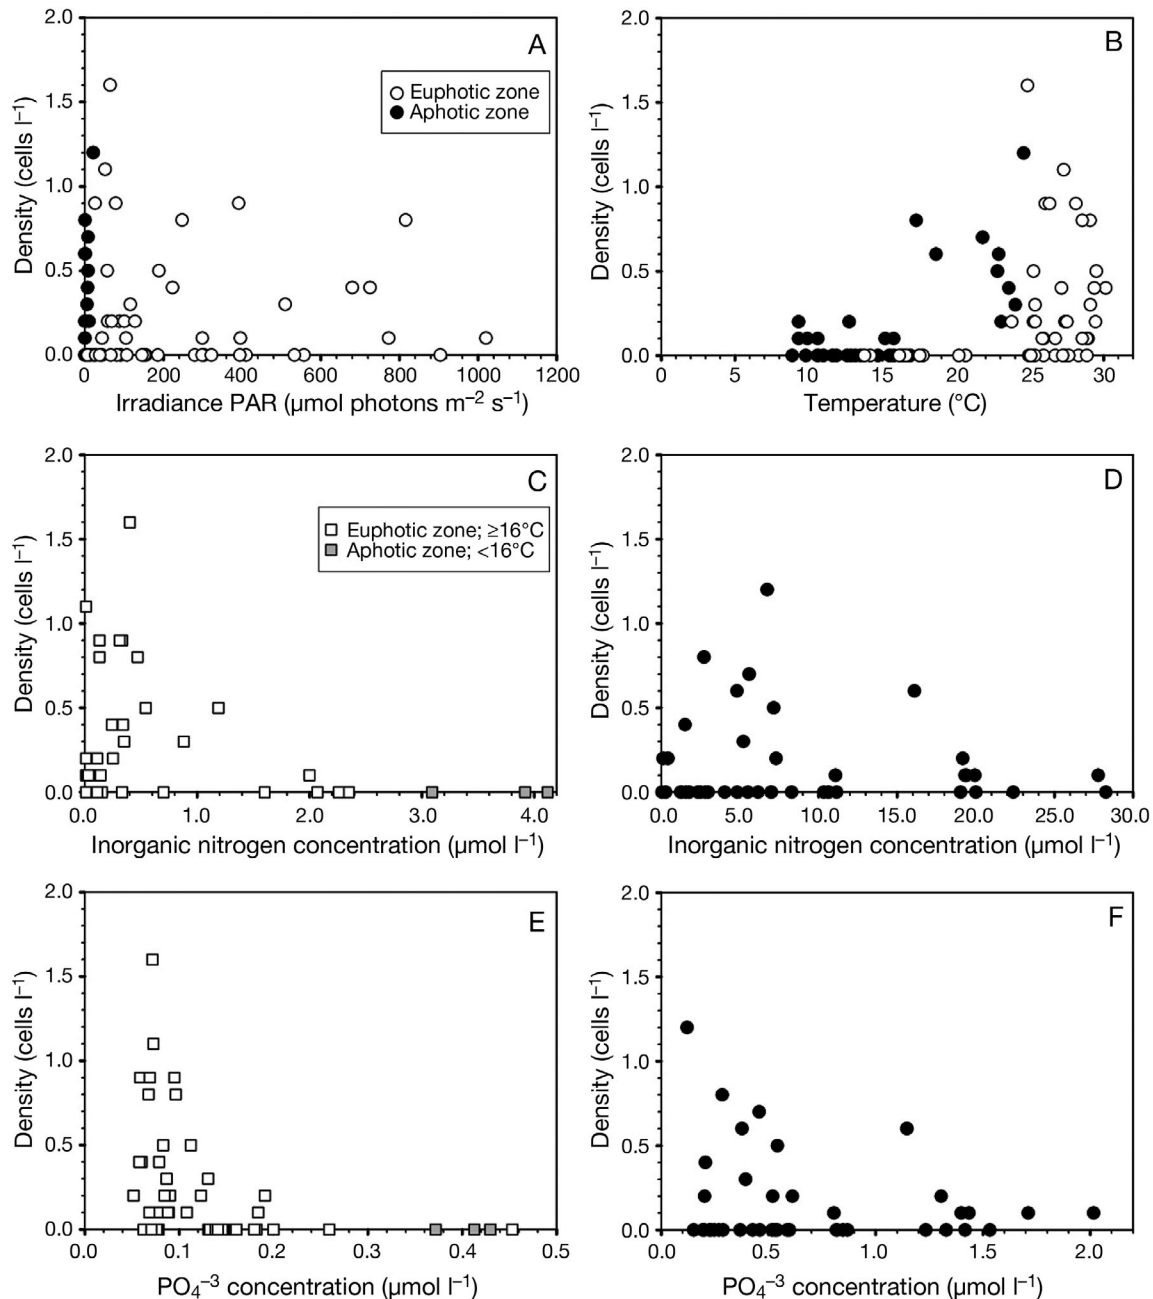 A
2.0
1.5
1.0
0.5
0.0
Density (cells l⁻¹)
Euphotic zone
Aphotic zone
0 200 400 600 800 1000 1200
Irradiance PAR (µmol photons m⁻² s⁻¹)
B
2.0
1.5
1.0
0.5
0.0
Density (cells l⁻¹)
0 5 10 15 20 25 30
Temperature (°C)
C
2.0
1.5
1.0
0.5
0.0
Density (cells l⁻¹)
Euphotic zone; ≥16°C
Aphotic zone; <16°C
0.0 1.0 2.0 3.0 4.0
Inorganic nitrogen concentration (µmol l⁻¹)
D
2.0
1.5
1.0
0.5
0.0
Density (cells l⁻¹)
0.0 5.0 10.0 15.0 20.0 25.0 30.0
Inorganic nitrogen concentration (µmol l⁻¹)
E
2.0
1.5
1.0
0.5
0.0
Density (cells l⁻¹)
0.0 0.1 0.2 0.3 0.4 0.5
PO₄⁻³ concentration (µmol l⁻¹)
F
2.0
1.5
1.0
0.5
0.0
Density (cells l⁻¹)
0.0 0.5 1.0 1.5 2.0
PO₄⁻³ concentration (µmol l⁻¹)